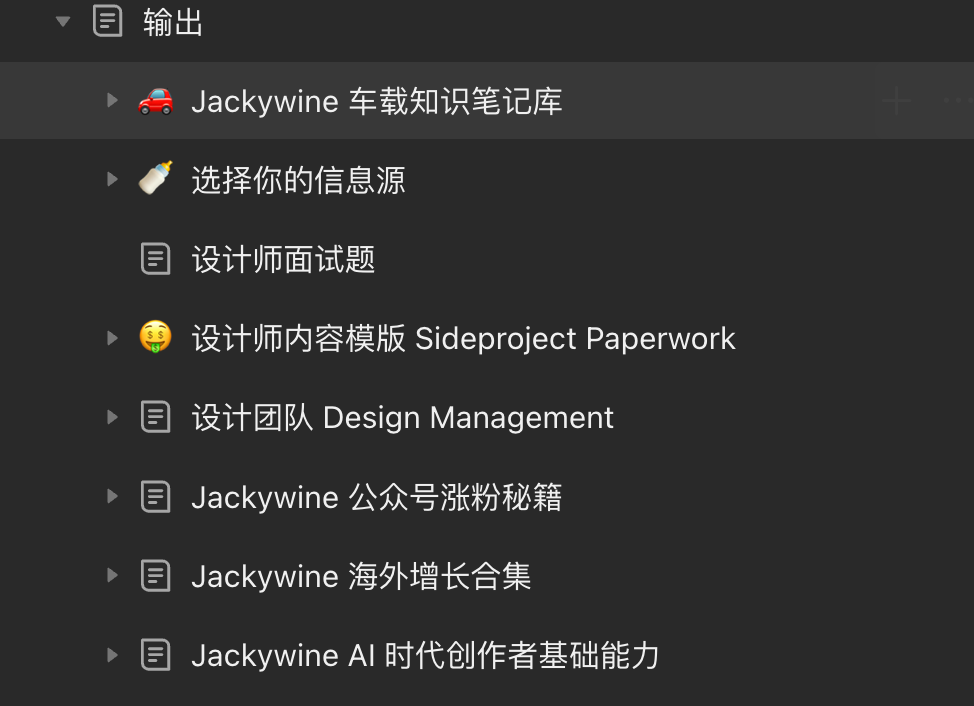 输出
Jackywine 车载知识笔记库
选择你的信息源
设计师面试题
设计师内容模版 Sideproject Paperwork
设计团队 Design Management
Jackywine 公众号涨粉秘籍
Jackywine 海外增长合集
Jackywine AI 时代创作者基础能力